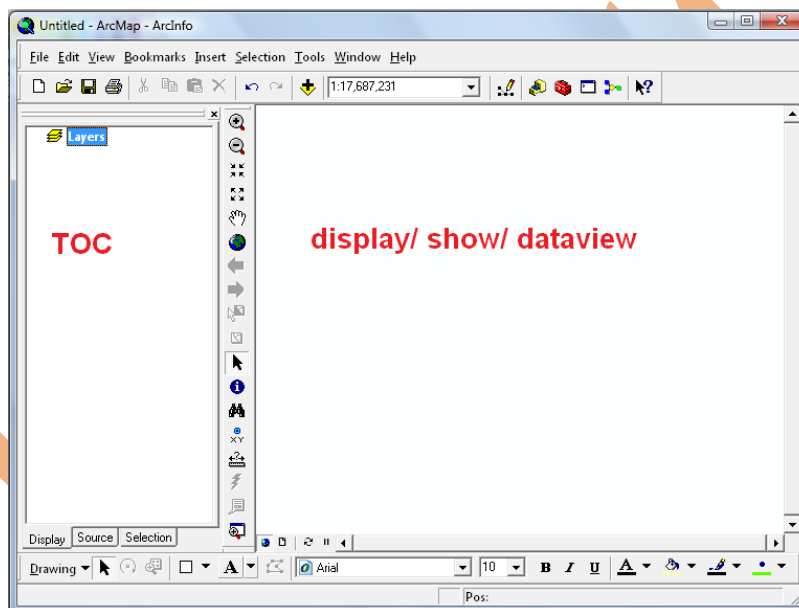 Untitled - ArcMap - ArcInfo
File Edit View Bookmarks Insert Selection Tools Window Help
1:17,687,231
Layers
TOC
display/ show/ dataview
XY
Display Source Selection
Drawing A Arial 10 B I U A
Pos: